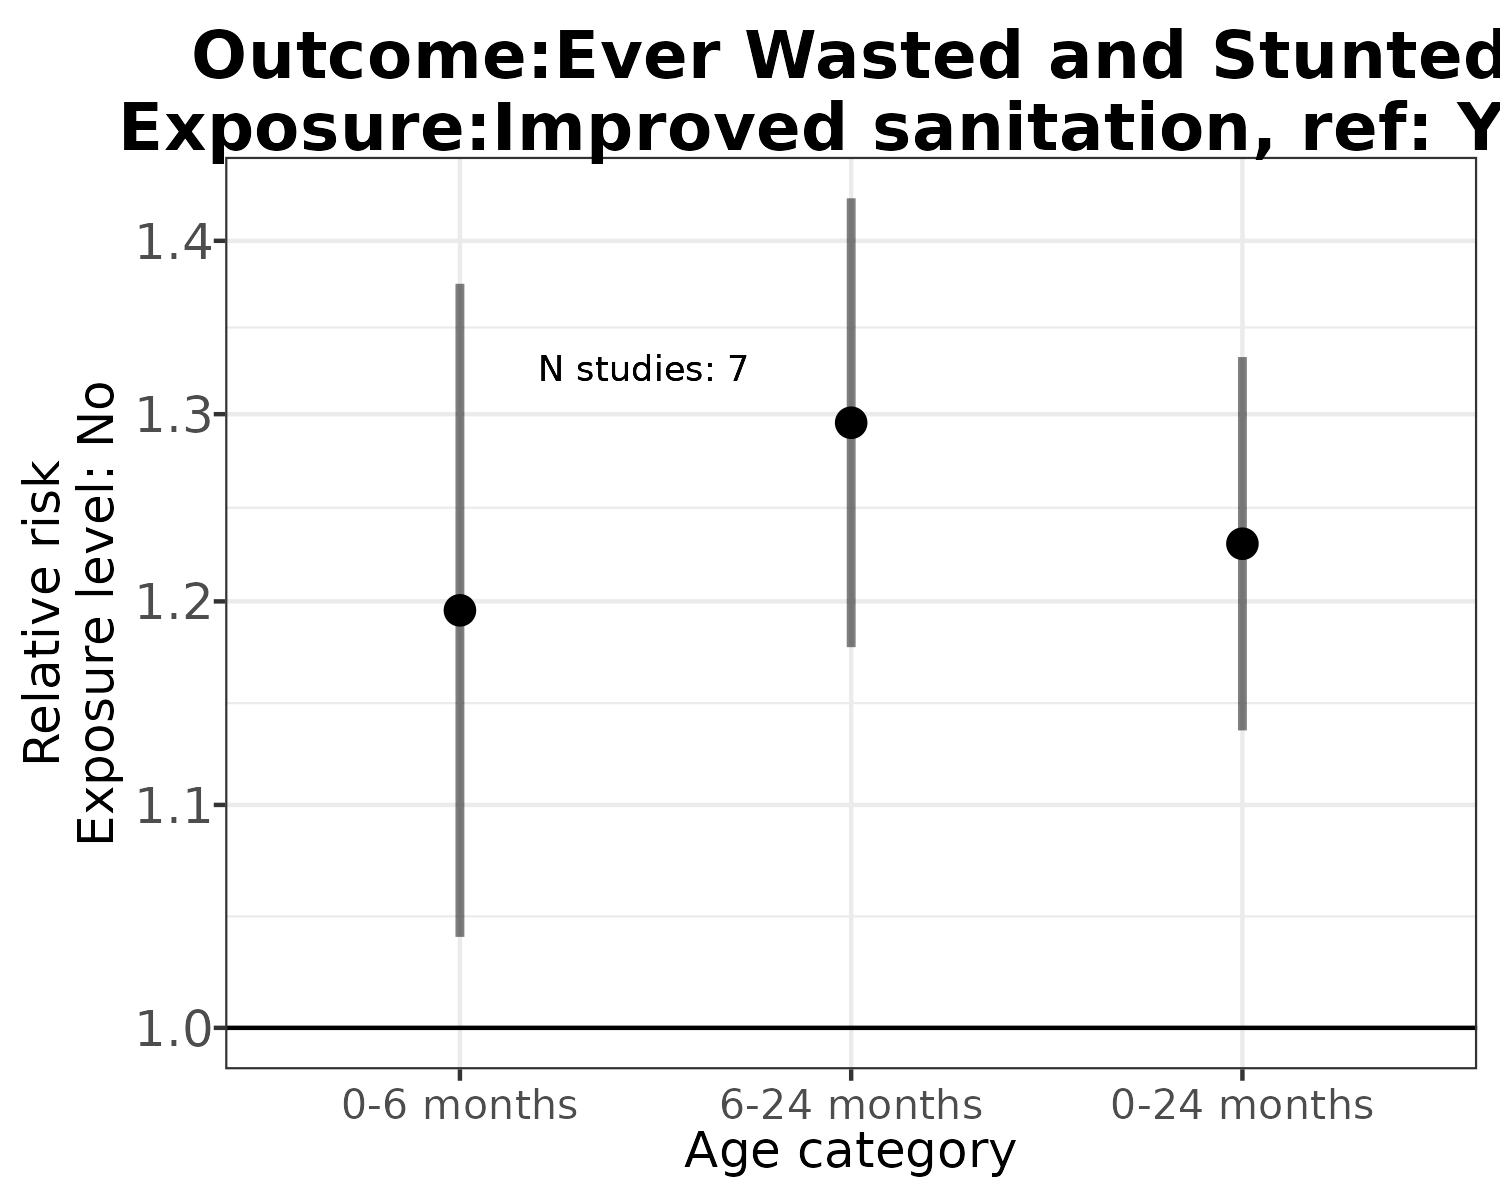 Outcome:Ever Wasted and Stunted
Exposure:Improved sanitation, ref: Y
1.4
1.3
1.2
1.1
1.0
Relative risk
Exposure level: No
N studies: 7
0-6 months
6-24 months
0-24 months
Age category